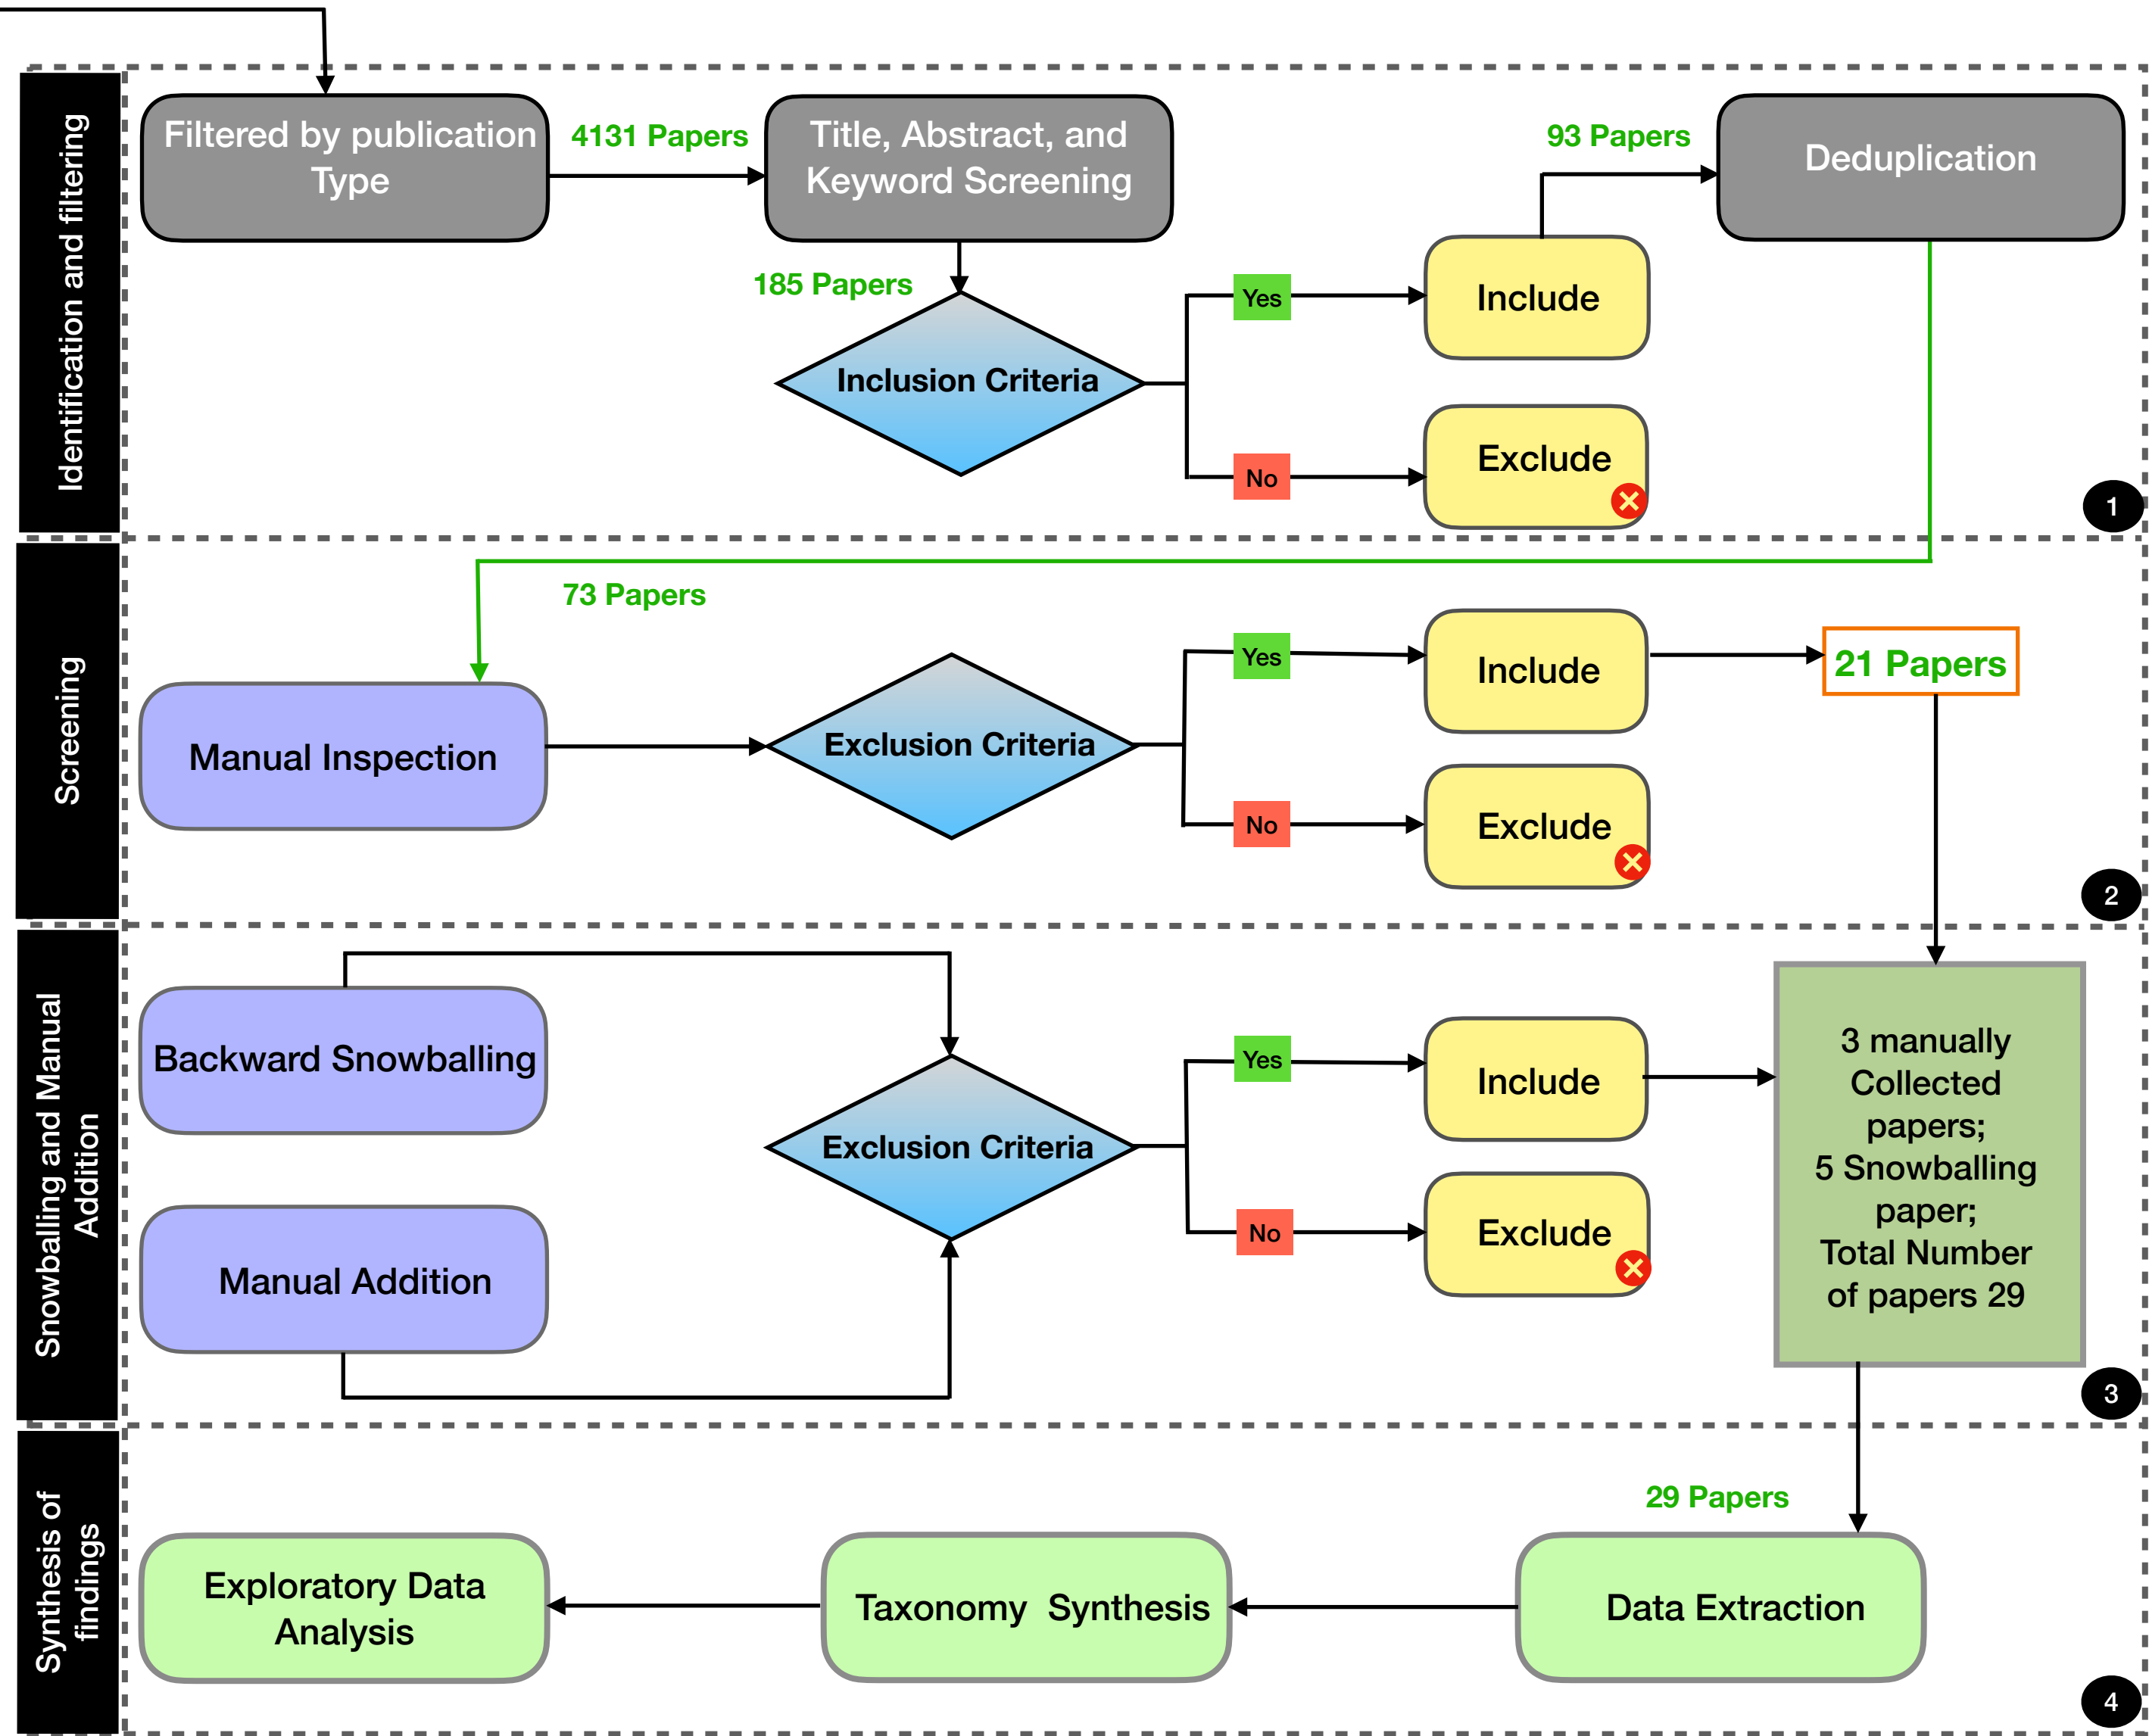 Identification and filtering
Filtered by publication
Type
4131 Papers
Title, Abstract, and
Keyword Screening
93 Papers
Deduplication
185 Papers
Inclusion Criteria
Yes
Include
No
Exclude
1
Screening
73 Papers
Manual Inspection
Exclusion Criteria
Yes
Include
21 Papers
No
Exclude
2
Snowballing and Manual
Addition
Backward Snowballing
Manual Addition
Exclusion Criteria
Yes
Include
No
Exclude
3 manually
Collected
papers;
5 Snowballing
paper;
Total Number
of papers 29
3
Synthesis of
findings
29 Papers
Exploratory Data
Analysis
Taxonomy Synthesis
Data Extraction
4